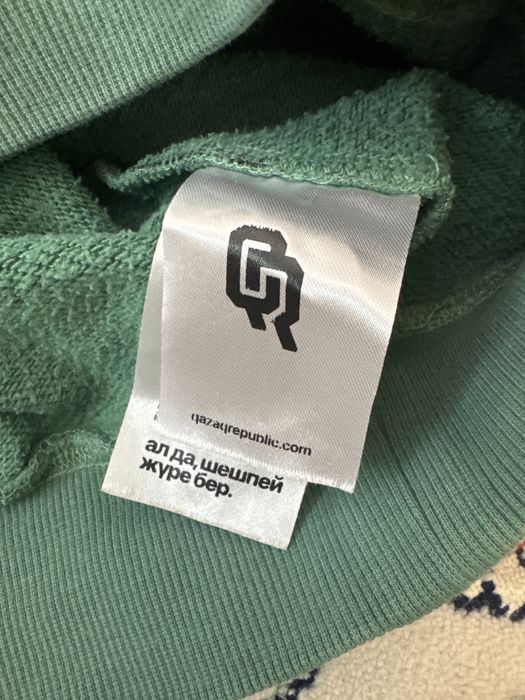 QR
qazaqrepublic.com
ал да, шешпей
жүре бер.